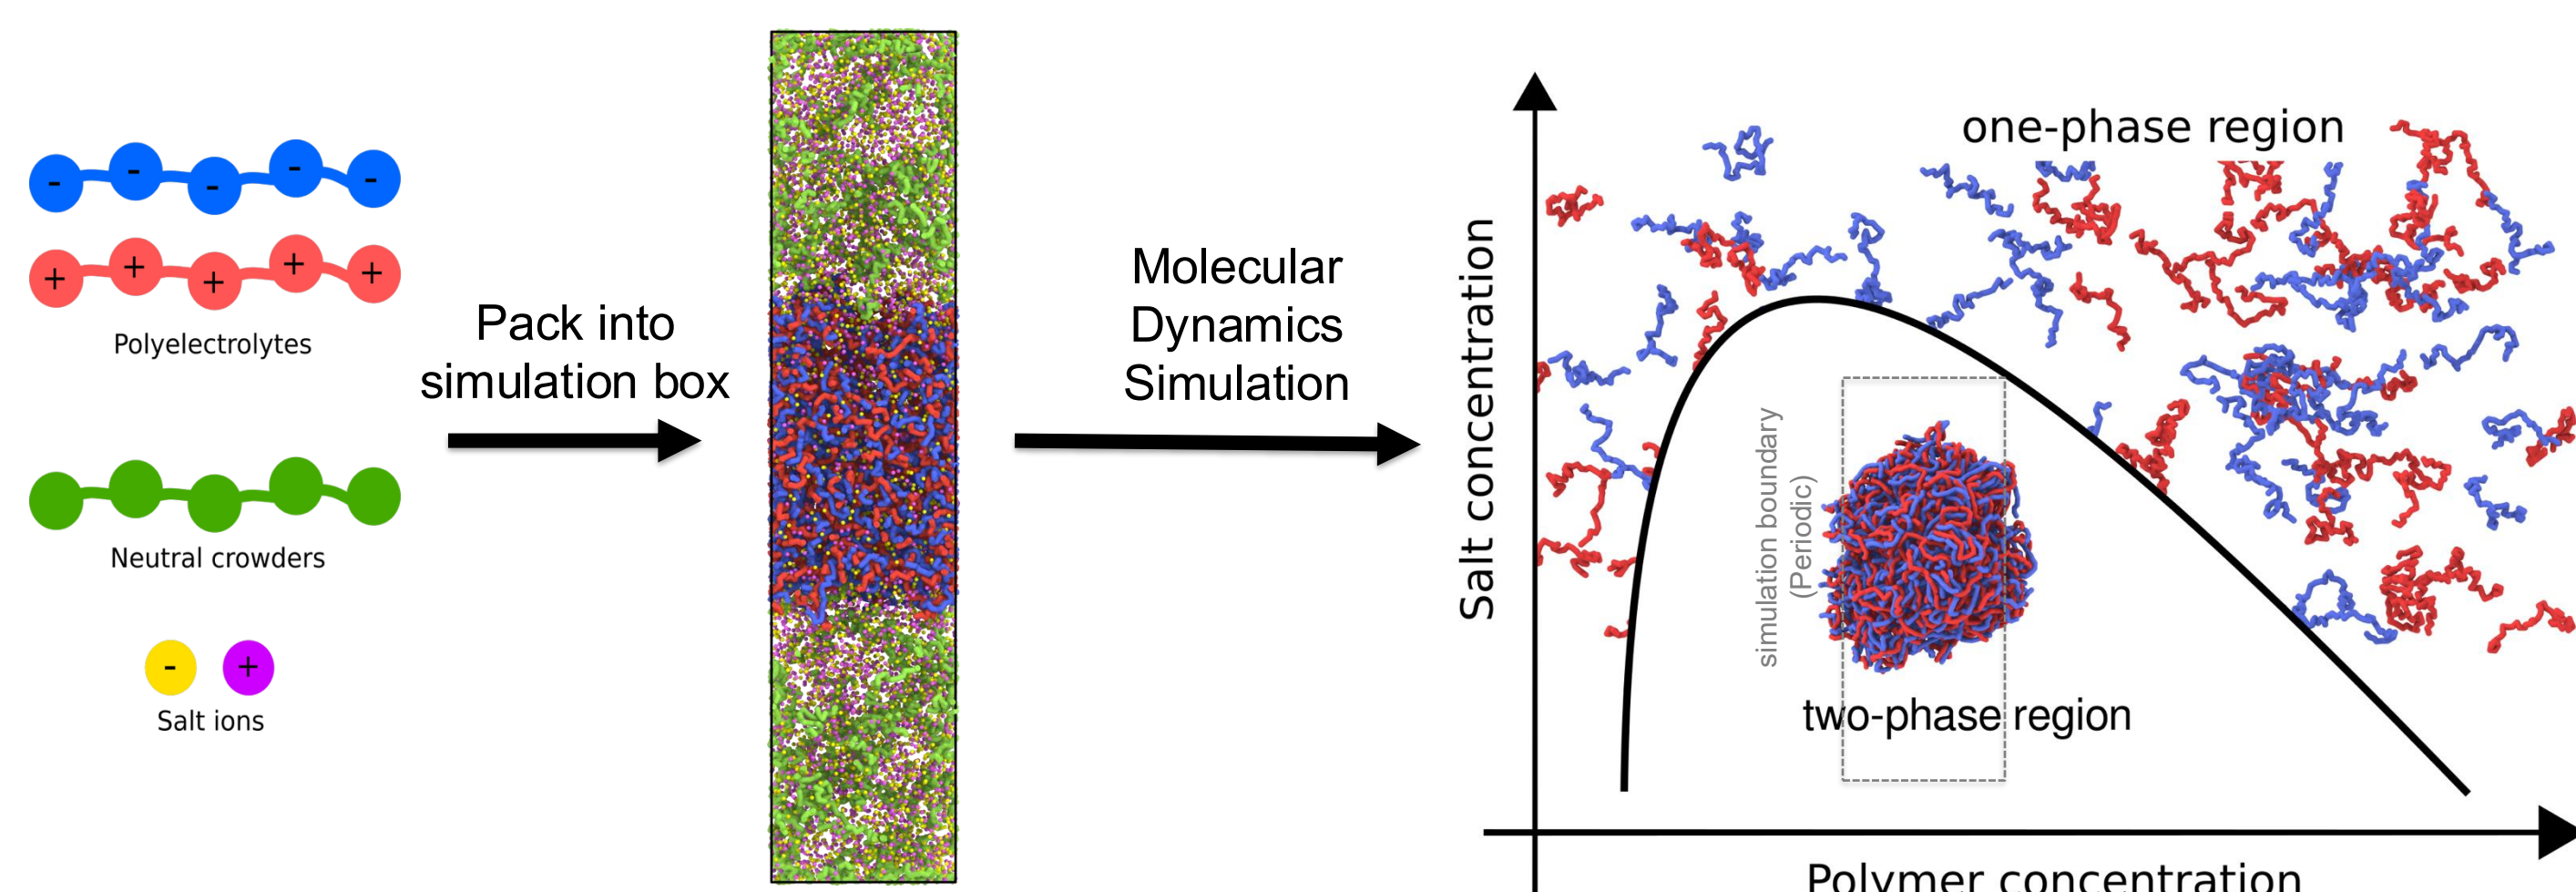 - - - - -
+ + + + +
Polyelectrolytes
Neutral crowders
- +
Salt ions
Pack into
simulation box
Molecular
Dynamics
Simulation
Salt concentration
one-phase region
simulation boundary
(Periodic)
two-phase region
Polymer concentration